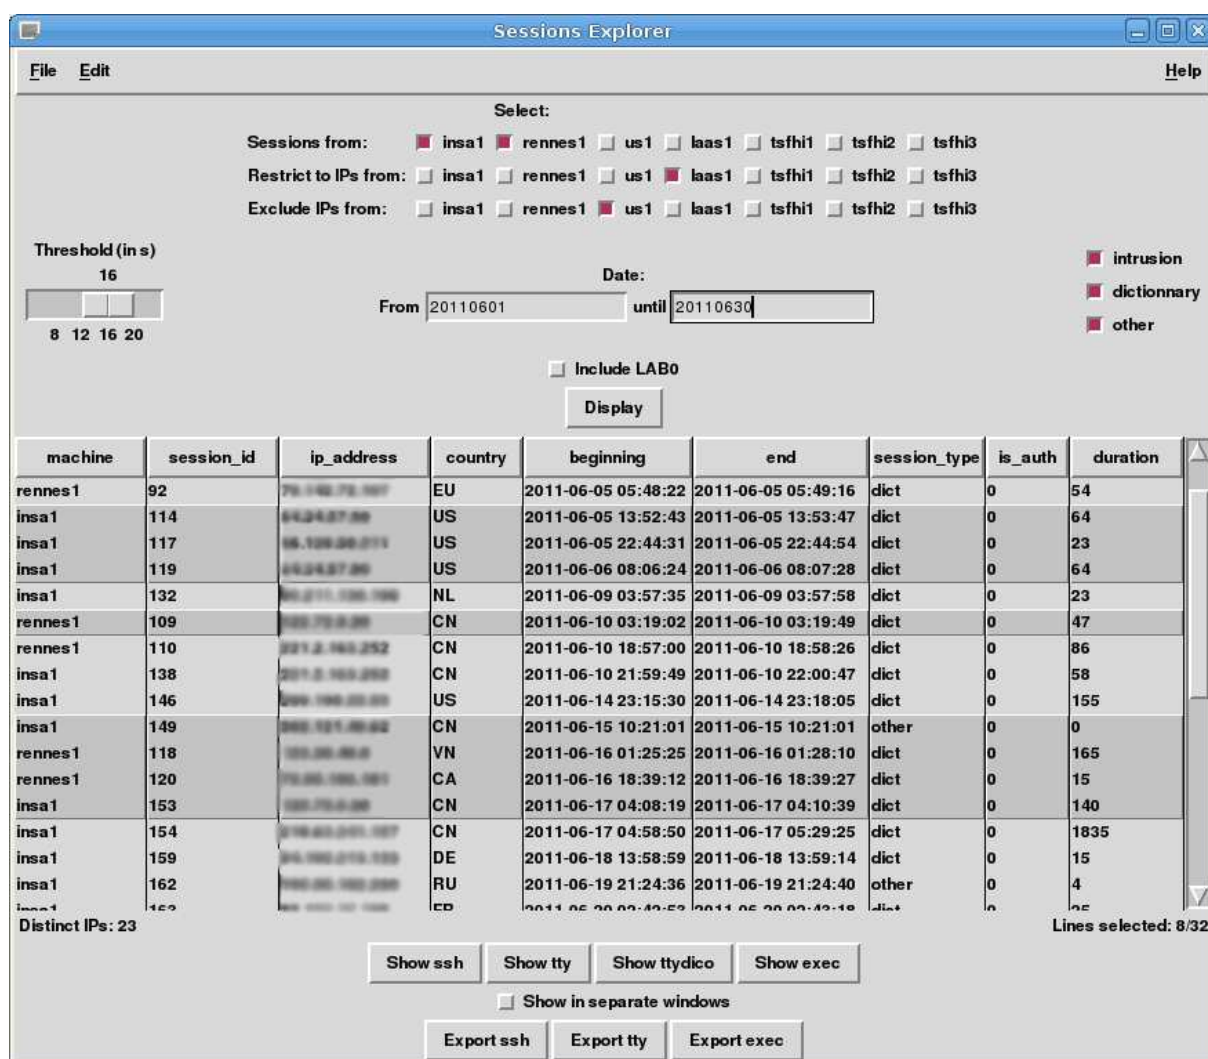 Sessions Explorer
File Edit Help
Select:
Sessions from: insa1 rennes1 us1 laas1 tsfhi1 tsfhi2 tsfhi3
Restrict to IPs from: insa1 rennes1 us1 laas1 tsfhi1 tsfhi2 tsfhi3
Exclude IPs from: insa1 rennes1 us1 laas1 tsfhi1 tsfhi2 tsfhi3
Threshold (in s)
16
8 12 16 20
Date:
From 20110601 until 20110630
intrusion
dictionnary
other
Include LAB0
Display
machine session_id ip_address country beginning end session_type is_auth duration
rennes1 92 EU 2011-06-05 05:48:22 2011-06-05 05:49:16 dict 0 54
insa1 114 US 2011-06-05 13:52:43 2011-06-05 13:53:47 dict 0 64
insa1 117 US 2011-06-05 22:44:31 2011-06-05 22:44:54 dict 0 23
insa1 119 US 2011-06-06 08:06:24 2011-06-06 08:07:28 dict 0 64
insa1 132 NL 2011-06-09 03:57:35 2011-06-09 03:57:58 dict 0 23
rennes1 109 CN 2011-06-10 03:19:02 2011-06-10 03:19:49 dict 0 47
rennes1 110 CN 2011-06-10 18:57:00 2011-06-10 18:58:26 dict 0 86
insa1 138 CN 2011-06-10 21:59:49 2011-06-10 22:00:47 dict 0 58
insa1 146 US 2011-06-14 23:15:30 2011-06-14 23:18:05 dict 0 155
insa1 149 CN 2011-06-15 10:21:01 2011-06-15 10:21:01 other 0 0
rennes1 118 VN 2011-06-16 01:25:25 2011-06-16 01:28:10 dict 0 165
rennes1 120 CA 2011-06-16 18:39:12 2011-06-16 18:39:27 dict 0 15
insa1 153 CN 2011-06-17 04:08:19 2011-06-17 04:10:39 dict 0 140
insa1 154 CN 2011-06-17 04:58:50 2011-06-17 05:29:25 dict 0 1835
insa1 159 DE 2011-06-18 13:58:59 2011-06-18 13:59:14 dict 0 15
insa1 162 RU 2011-06-19 21:24:36 2011-06-19 21:24:40 other 0 4
Distinct IPs: 23 Lines selected: 8/32
Show ssh Show tty Show ttydico Show exec
Show in separate windows
Export ssh Export tty Export exec